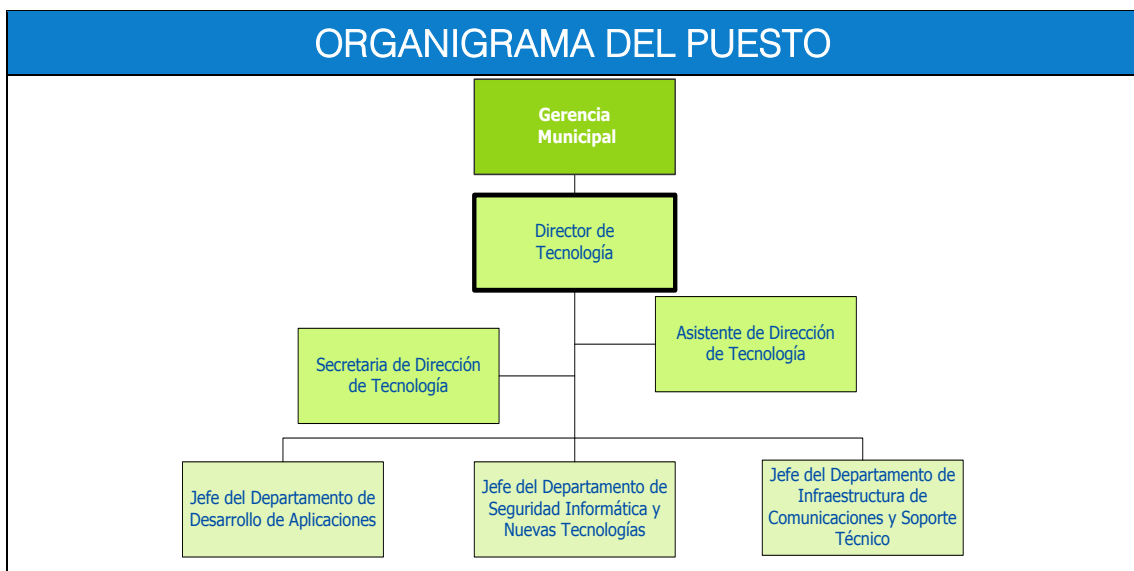 ORGANIGRAMA DEL PUESTO
Gerencia
Municipal
Director de
Tecnología
Asistente de Dirección
de Tecnología
Secretaria de Dirección
de Tecnología
Jefe del Departamento de
Desarrollo de Aplicaciones
Jefe del Departamento de
Seguridad Informática y
Nuevas Tecnologías
Jefe del Departamento de
Infraestructura de
Comunicaciones y Soporte
Técnico